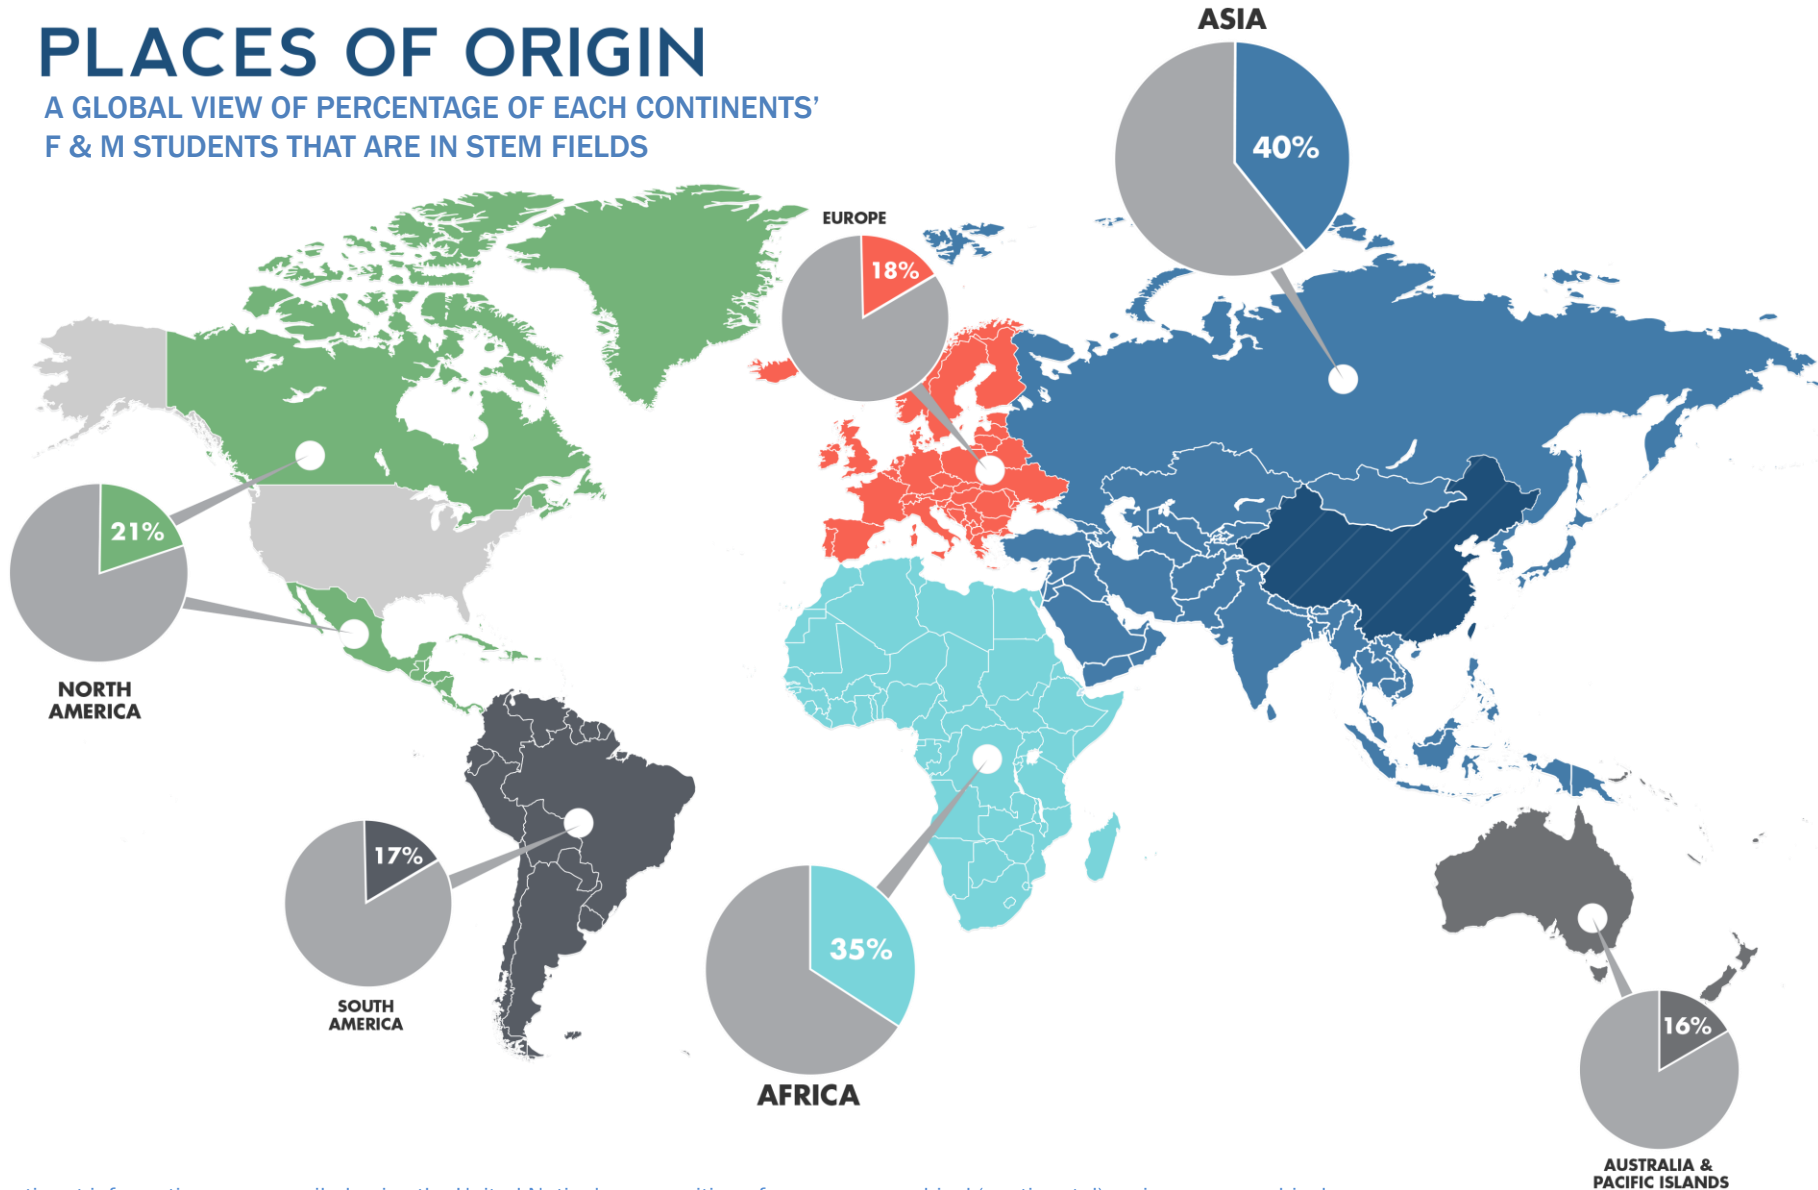 PLACES OF ORIGIN
A GLOBAL VIEW OF PERCENTAGE OF EACH CONTINENTS’
F & M STUDENTS THAT ARE IN STEM FIELDS
ASIA
40%
EUROPE
18%
21%
NORTH
AMERICA
17%
SOUTH
AMERICA
35%
AFRICA
16%
AUSTRALIA &
PACIFIC ISLANDS